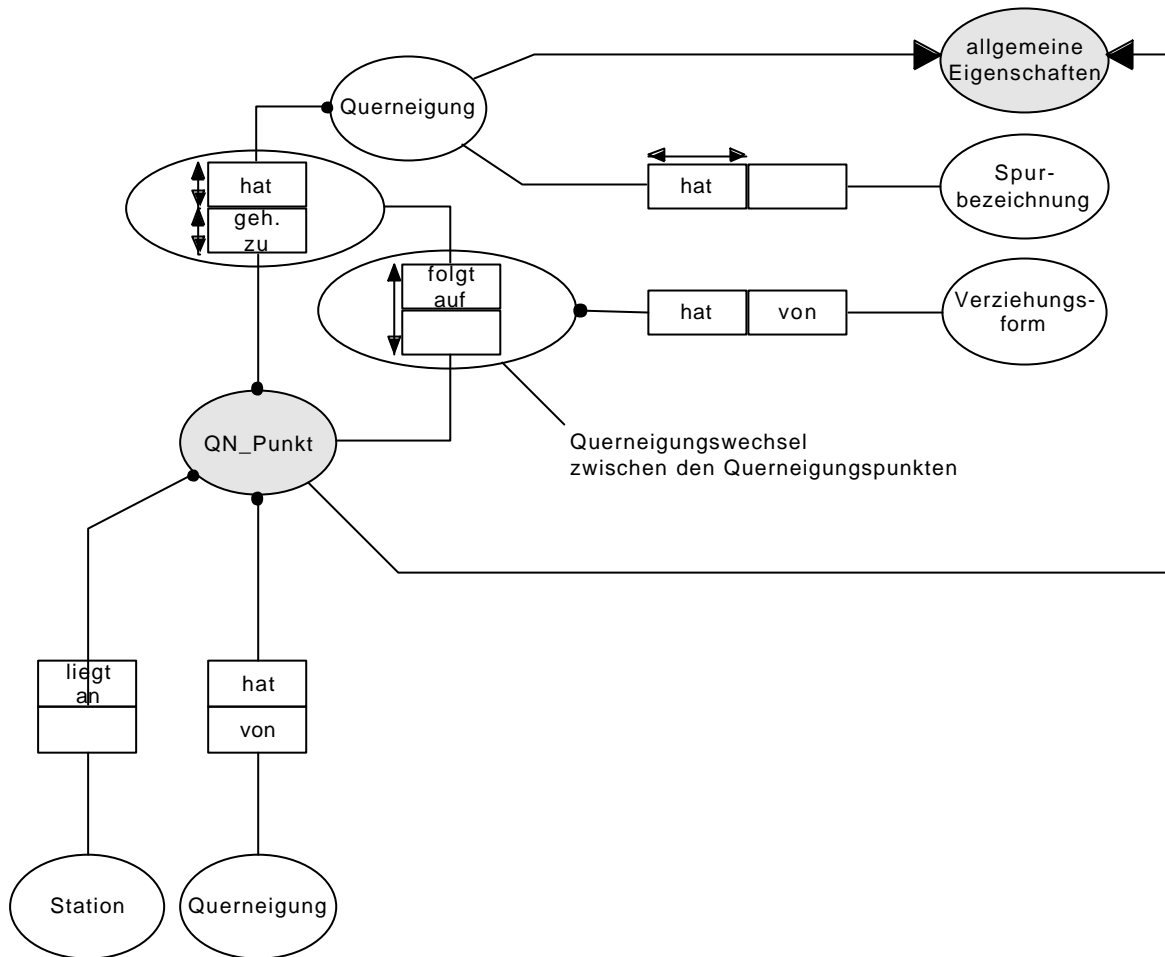 allgemeine
Eigenschaften
Querneigung
hat
geh.
zu
hat
Spur-
bezeichnung
folgt
auf
hat
von
Verziehungs-
form
QN_Punkt
Querneigungswechsel
zwischen den Querneigungspunkten
liegt
an
hat
von
Station
Querneigung